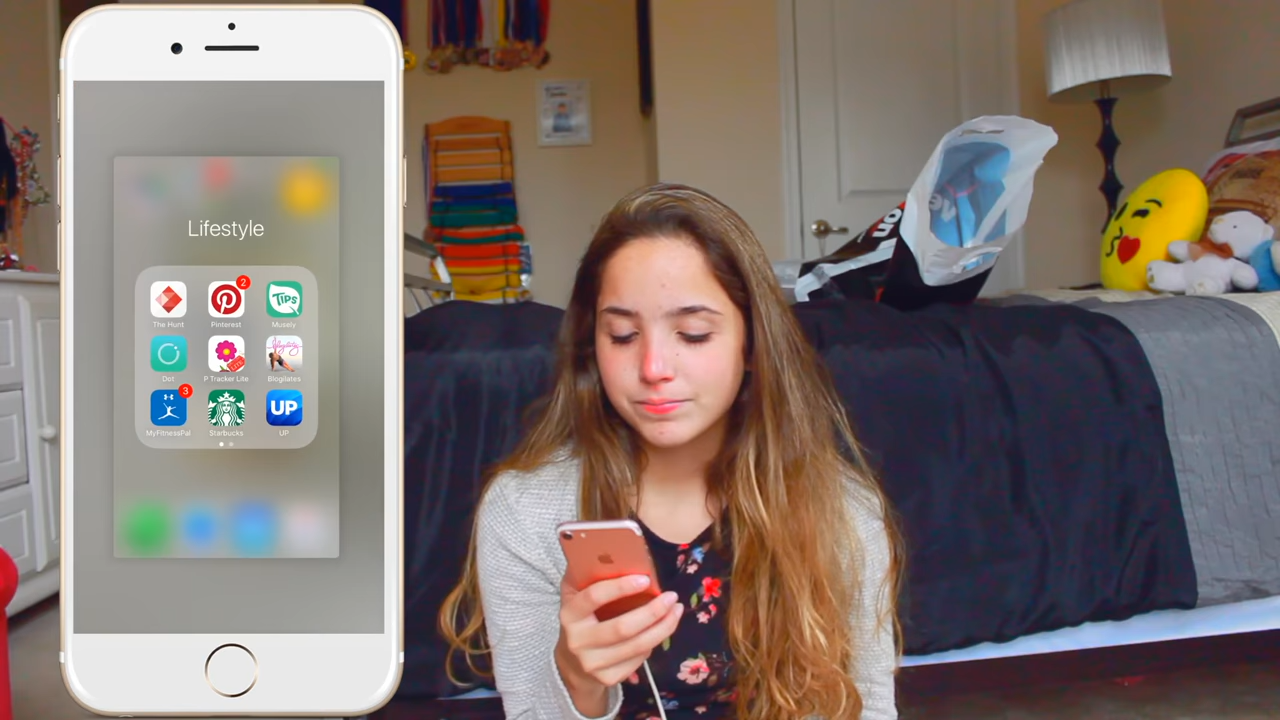 Lifestyle
2
TIPS
The Hunt
Pinterest
Musely
Dot
P Tracker Lite
Blogilates
3
UP
MyFitnessPal
Starbucks
UP